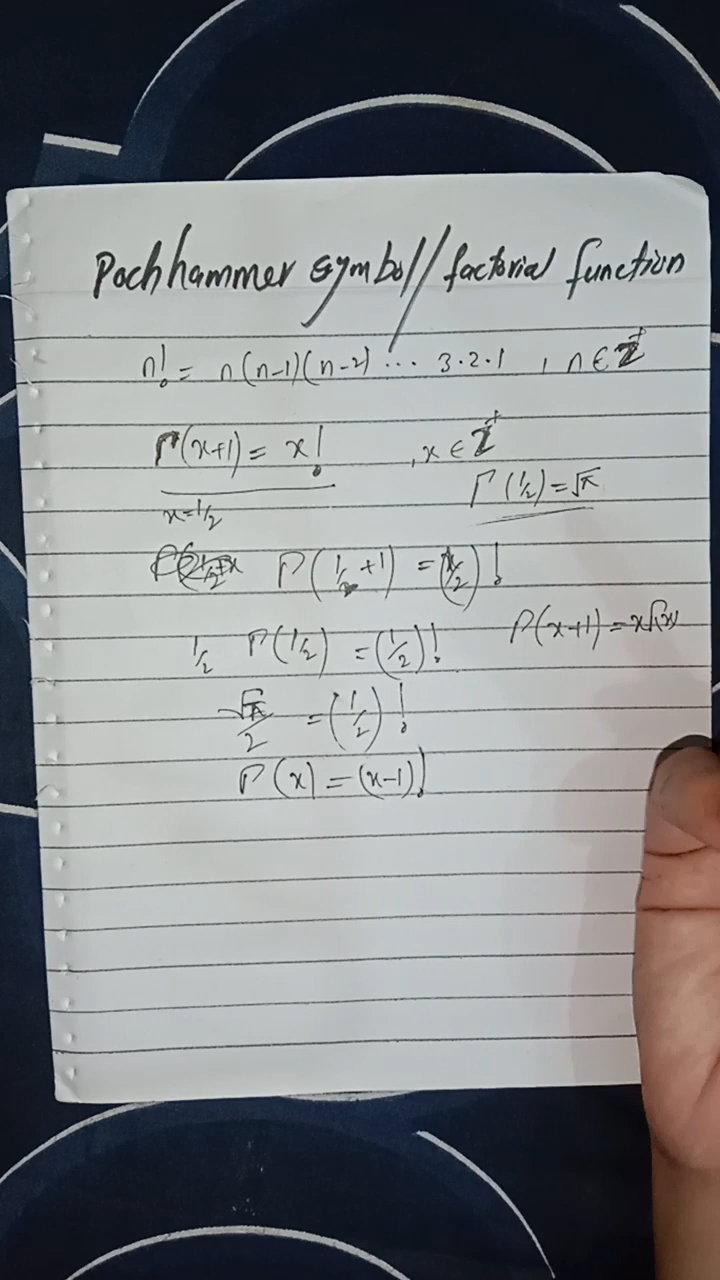 Pochhammer symbol/factorial function
n! = n(n-1)(n-2) ... 3.2.1 , n ∈ Z⁺
Γ(x+1) = x! , x ∈ Z⁺
Γ(1/2) = √π
x = 1/2
Γ(1/2 +1) = (1/2)!
Γ(x+1) = xΓ(x)
1/2 Γ(1/2) = (1/2)!
√π/2 = (1/2)!
Γ(x) = (x-1)!